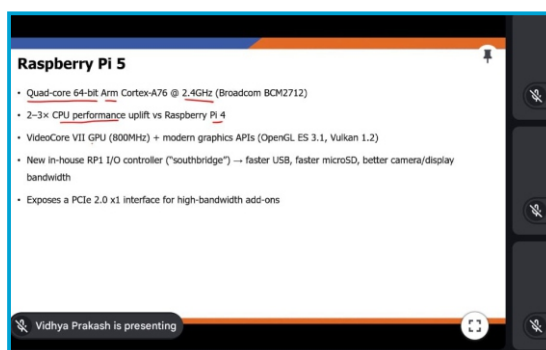 Raspberry Pi 5
• Quad-core 64-bit Arm Cortex-A76 @ 2.4GHz (Broadcom BCM2712)
• 2–3× CPU performance uplift vs Raspberry Pi 4
• VideoCore VII GPU (800MHz) + modern graphics APIs (OpenGL ES 3.1, Vulkan 1.2)
• New in-house RP1 I/O controller ("southbridge") → faster USB, faster microSD, better camera/display
bandwidth
• Exposes a PCIe 2.0 x1 interface for high-bandwidth add-ons
Vidhya Prakash is presenting